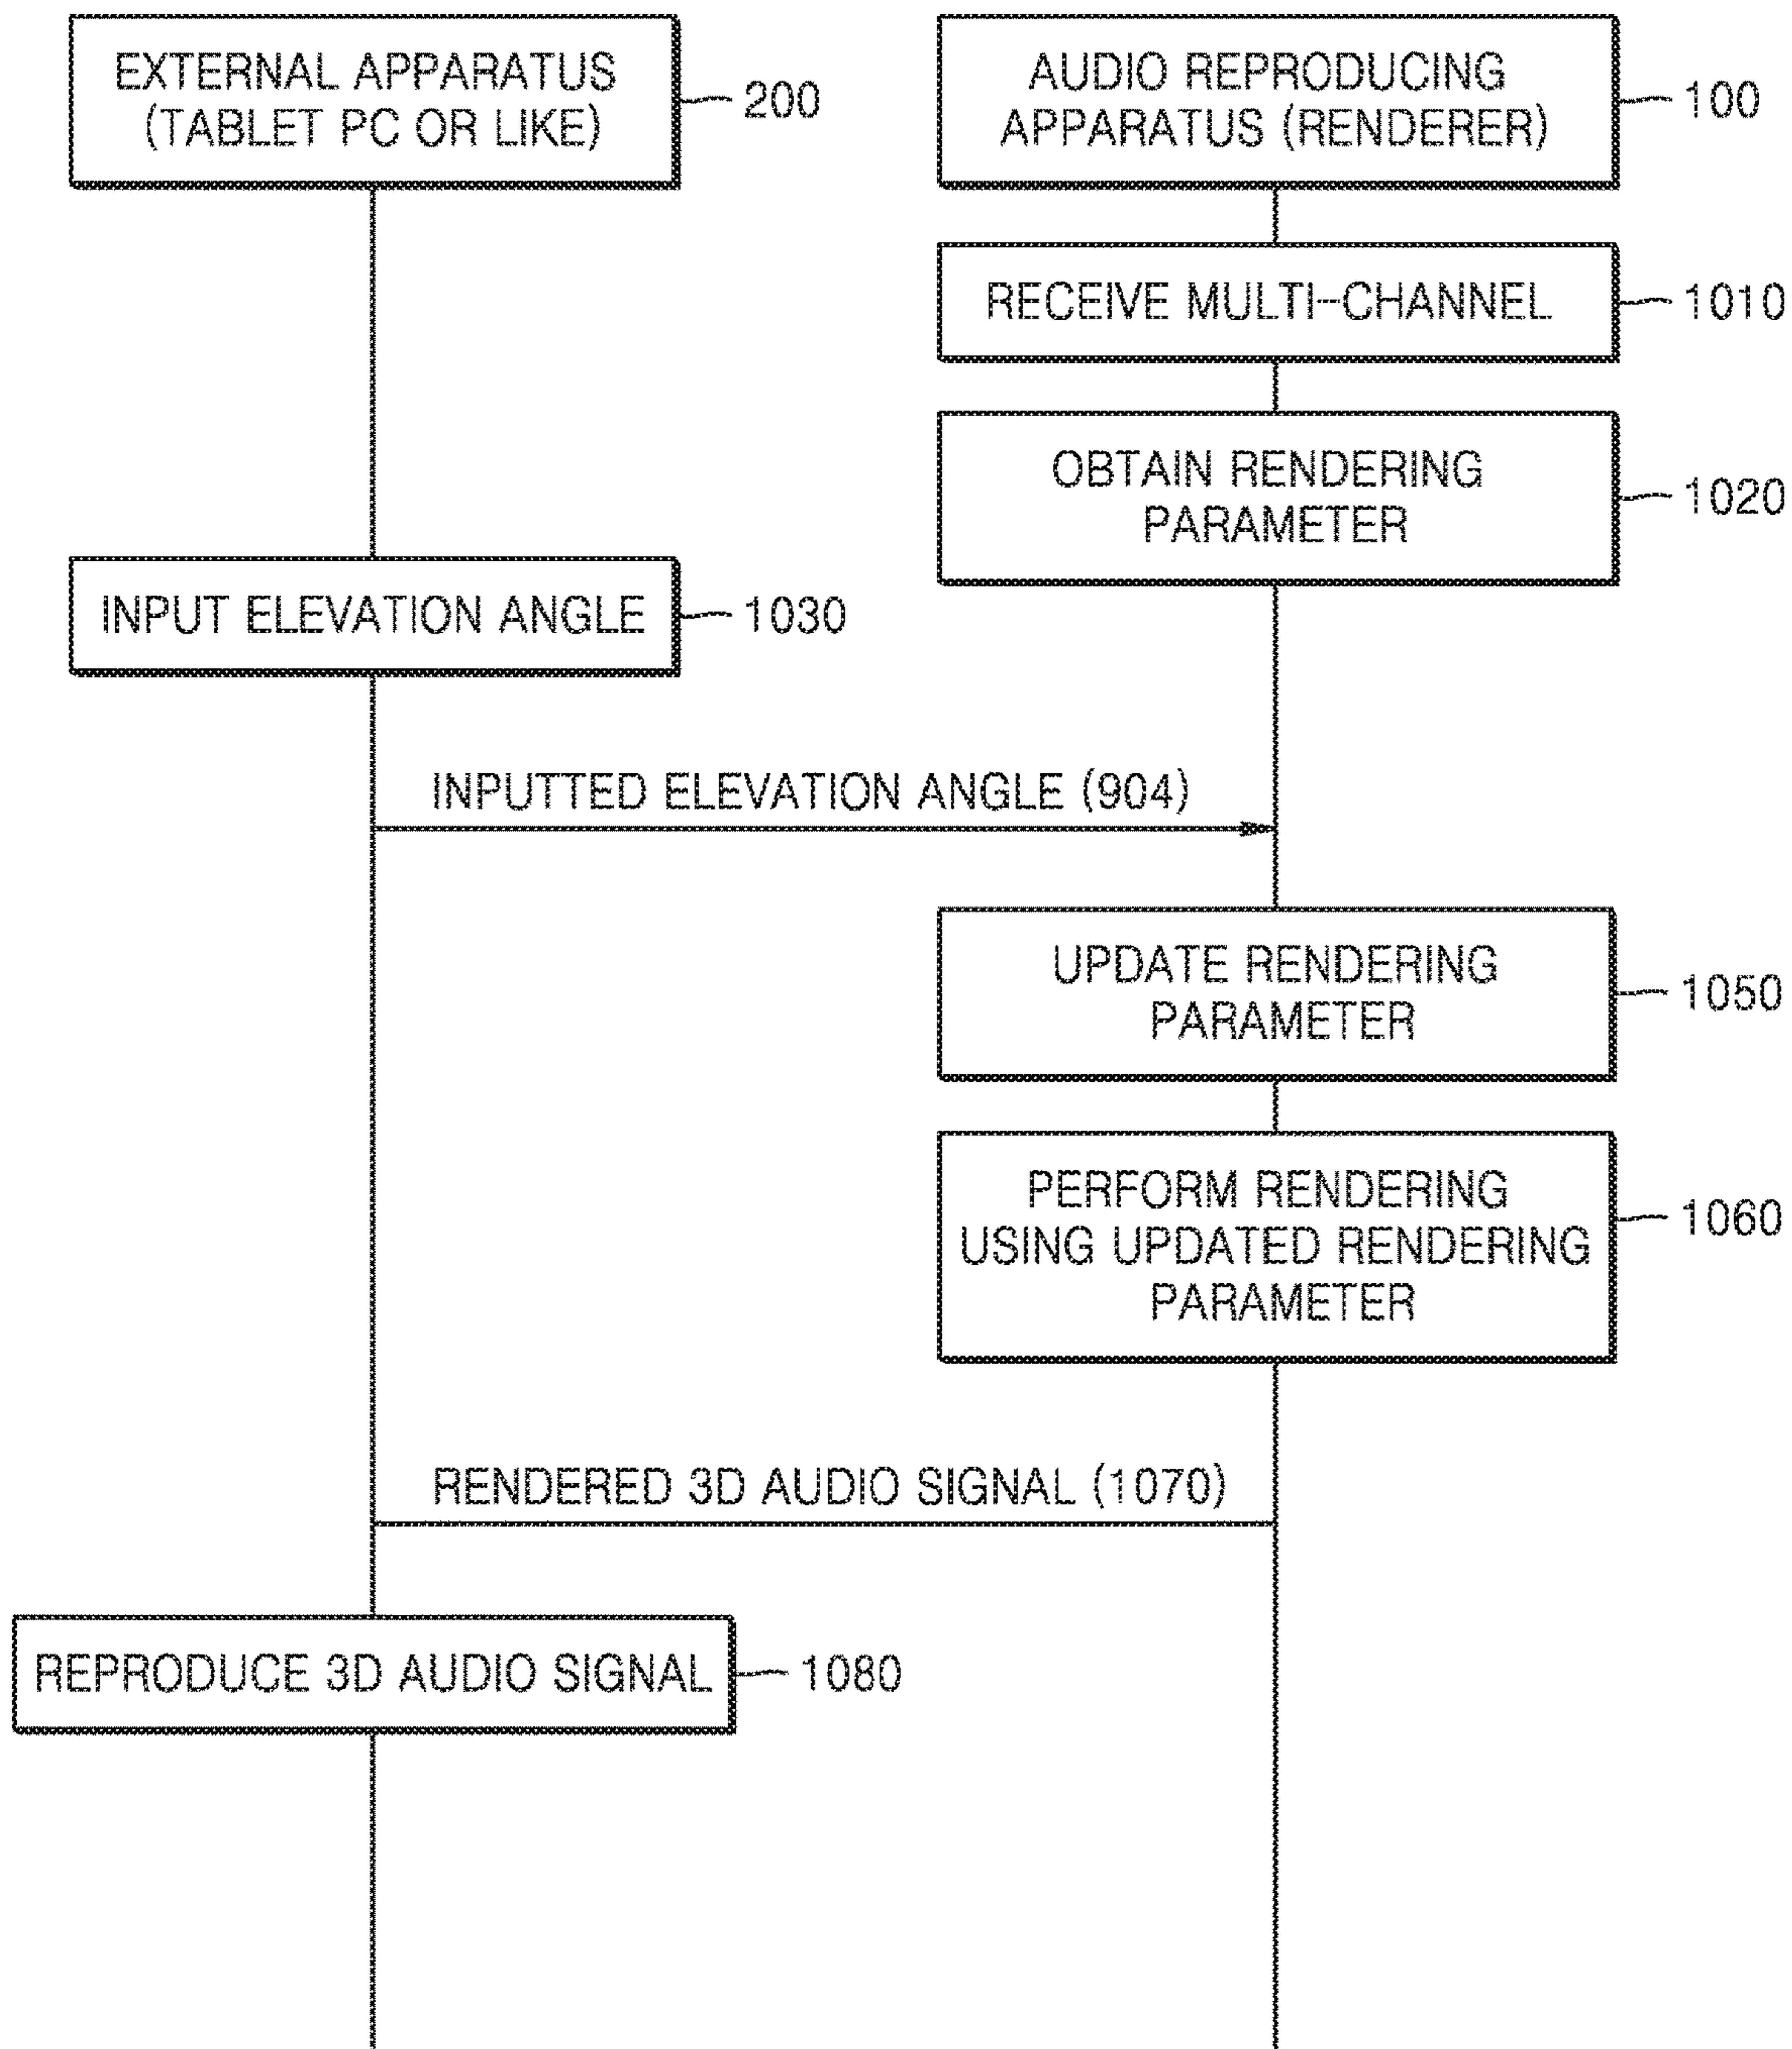 EXTERNAL APPARATUS
(TABLET PC OR LIKE)
200
AUDIO REPRODUCING
APPARATUS (RENDERER)
100
RECEIVE MULTI-CHANNEL
1010
OBTAIN RENDERING
PARAMETER
1020
INPUT ELEVATION ANGLE
1030
INPUTTED ELEVATION ANGLE (904)
UPDATE RENDERING
PARAMETER
1050
PERFORM RENDERING
USING UPDATED RENDERING
PARAMETER
1060
RENDERED 3D AUDIO SIGNAL (1070)
REPRODUCE 3D AUDIO SIGNAL
1080